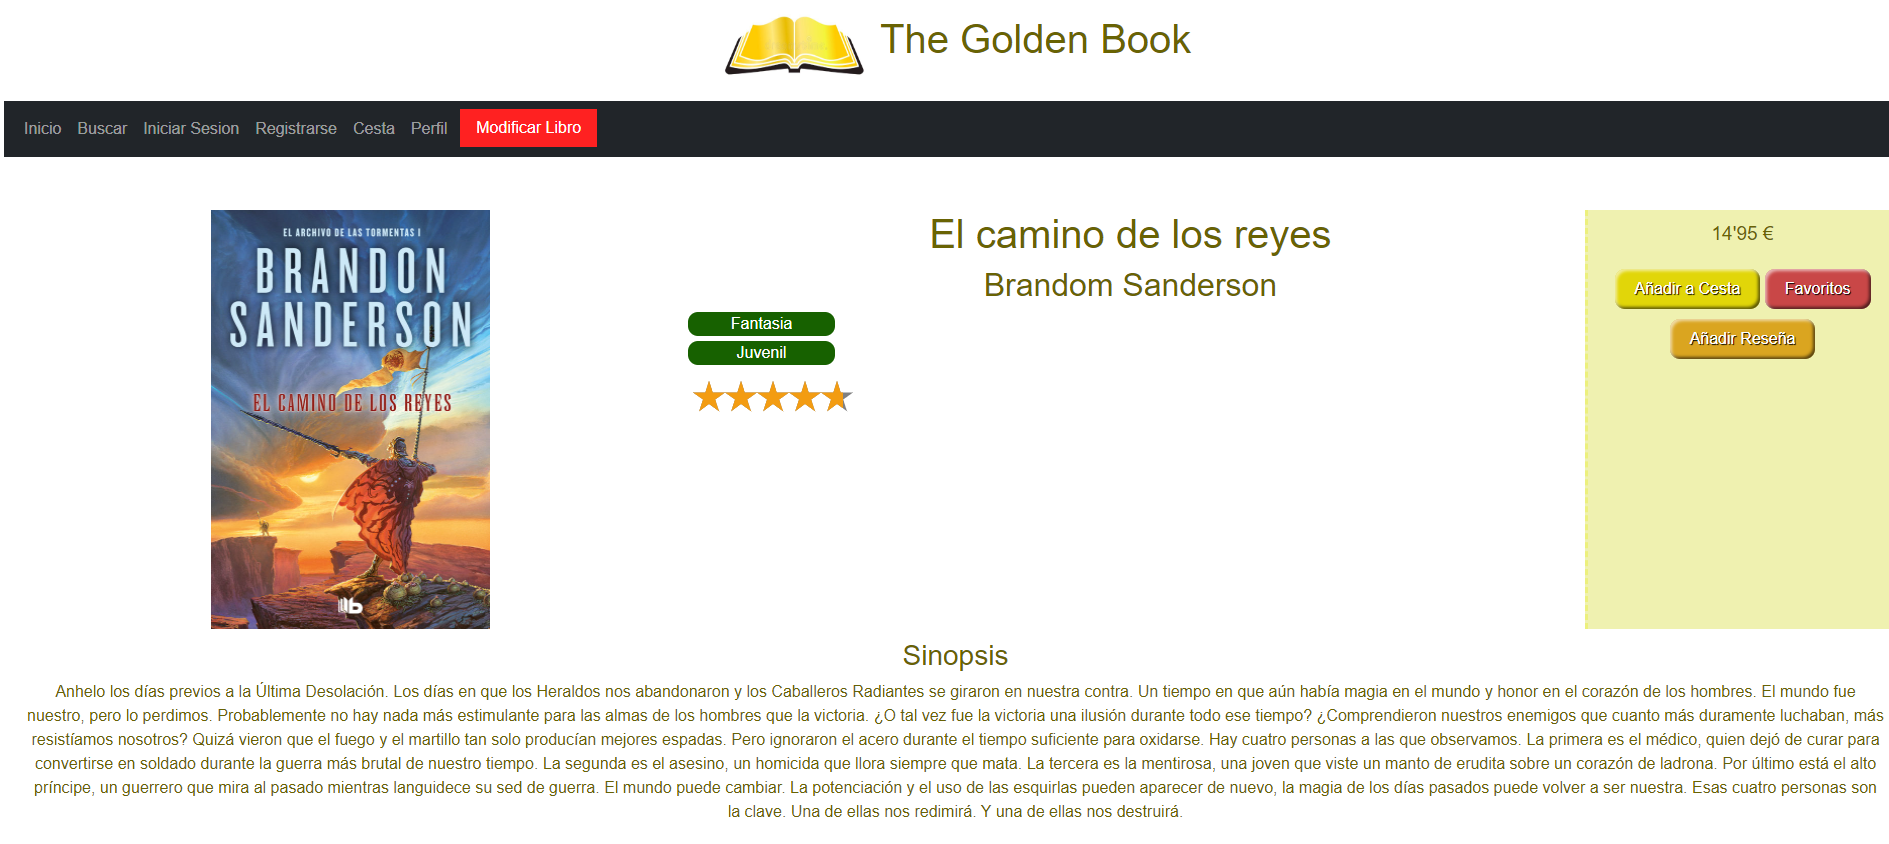 The Golden Book
Inicio Buscar Iniciar Sesion Registrarse Cesta Perfil Modificar Libro
EL ARCHIVO DE LAS TORMENTAS I
BRANDON
SANDERSON
EL CAMINO DE LOS REYES
b
El camino de los reyes
Brandom Sanderson
Fantasia
Juvenil
14'95 €
Añadir a Cesta Favoritos
Añadir Reseña
Sinopsis
Anhelo los días previos a la Última Desolación. Los días en que los Heraldos nos abandonaron y los Caballeros Radiantes se giraron en nuestra contra. Un tiempo en que aún había magia en el mundo y honor en el corazón de los hombres. El mundo fue
nuestro, pero lo perdimos. Probablemente no hay nada más estimulante para las almas de los hombres que la victoria. ¿O tal vez fue la victoria una ilusión durante todo ese tiempo? ¿Comprendieron nuestros enemigos que cuanto más duramente luchaban, más
resistíamos nosotros? Quizá vieron que el fuego y el martillo tan solo producían mejores espadas. Pero ignoraron el acero durante el tiempo suficiente para oxidarse. Hay cuatro personas a las que observamos. La primera es el médico, quien dejó de curar para
convertirse en soldado durante la guerra más brutal de nuestro tiempo. La segunda es el asesino, un homicida que llora siempre que mata. La tercera es la mentirosa, una joven que viste un manto de erudita sobre un corazón de ladrona. Por último está el alto
príncipe, un guerrero que mira al pasado mientras languidece su sed de guerra. El mundo puede cambiar. La potenciación y el uso de las esquirlas pueden aparecer de nuevo, la magia de los días pasados puede volver a ser nuestra. Esas cuatro personas son
la clave. Una de ellas nos redimirá. Y una de ellas nos destruirá.